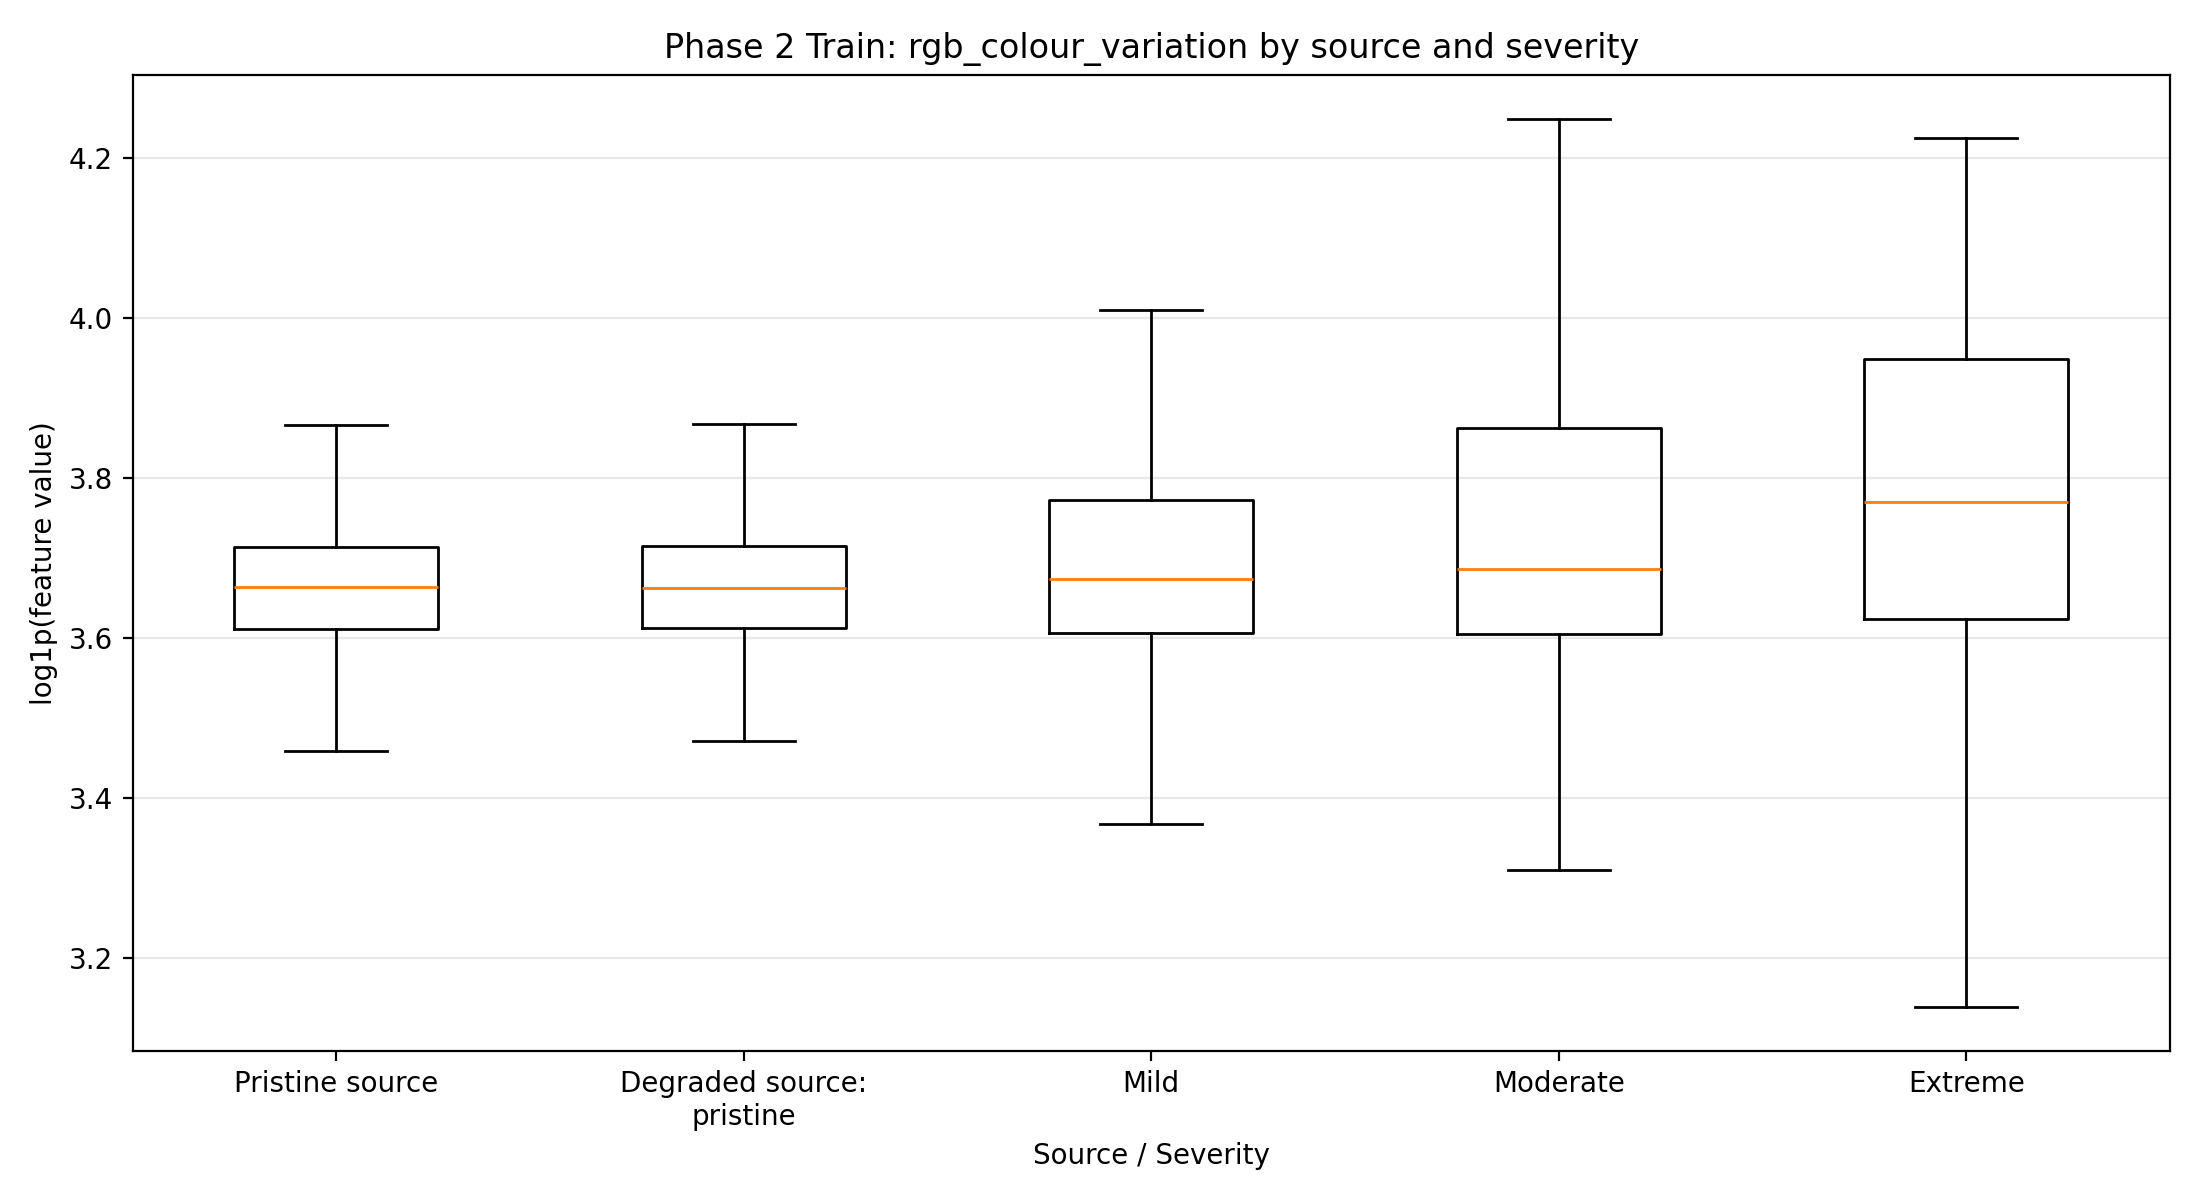 Phase 2 Train: rgb_colour_variation by source and severity
log1p(feature value)
4.2
4.0
3.8
3.6
3.4
3.2
Pristine source
Degraded source:
pristine
Mild
Moderate
Extreme
Source / Severity